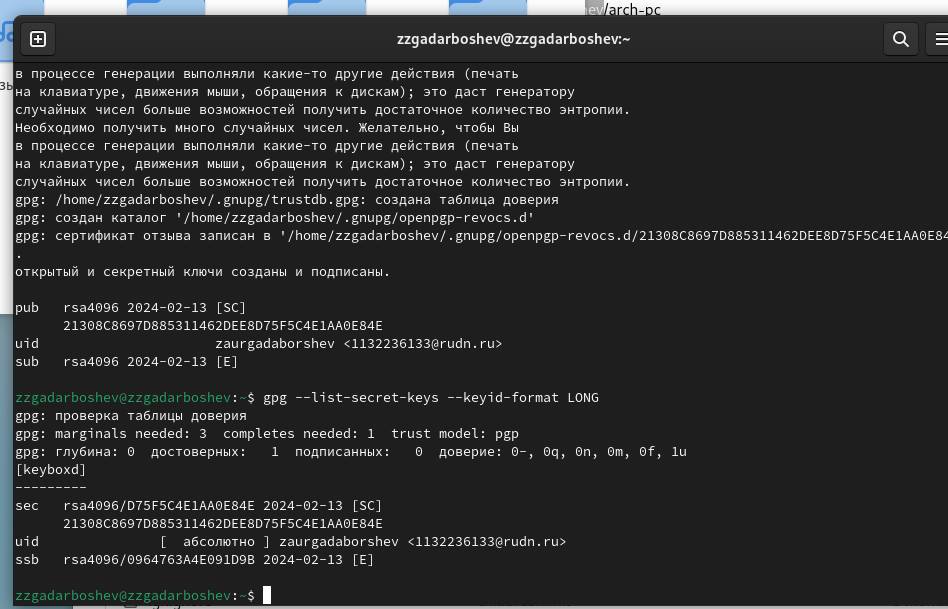 /arch-pc
zzgadarboshev@zzgadarboshev:~
в процессе генерации выполняли какие-то другие действия (печать
на клавиатуре, движения мыши, обращения к дискам); это даст генератору
случайных чисел больше возможностей получить достаточное количество энтропии.
Необходимо получить много случайных чисел. Желательно, чтобы Вы
в процессе генерации выполняли какие-то другие действия (печать
на клавиатуре, движения мыши, обращения к дискам); это даст генератору
случайных чисел больше возможностей получить достаточное количество энтропии.
gpg: /home/zzgadarboshev/.gnupg/trustdb.gpg: создана таблица доверия
gpg: создан каталог '/home/zzgadarboshev/.gnupg/openpgp-revocs.d'
gpg: сертификат отзыва записан в '/home/zzgadarboshev/.gnupg/openpgp-revocs.d/21308C8697D885311462DEE8D75F5C4E1AA0E84
.
открытый и секретный ключи созданы и подписаны.
pub   rsa4096 2024-02-13 [SC]
      21308C8697D885311462DEE8D75F5C4E1AA0E84E
uid                      zaurgadaborshev <1132236133@rudn.ru>
sub   rsa4096 2024-02-13 [E]
zzgadarboshev@zzgadarboshev:~$ gpg --list-secret-keys --keyid-format LONG
gpg: проверка таблицы доверия
gpg: marginals needed: 3  completes needed: 1  trust model: pgp
gpg: глубина: 0  достоверных:   1  подписанных:   0  доверие: 0-, 0q, 0n, 0m, 0f, 1u
[keyboxd]
---------
sec   rsa4096/D75F5C4E1AA0E84E 2024-02-13 [SC]
      21308C8697D885311462DEE8D75F5C4E1AA0E84E
uid               [  абсолютно ] zaurgadaborshev <1132236133@rudn.ru>
ssb   rsa4096/0964763A4E091D9B 2024-02-13 [E]
zzgadarboshev@zzgadarboshev:~$